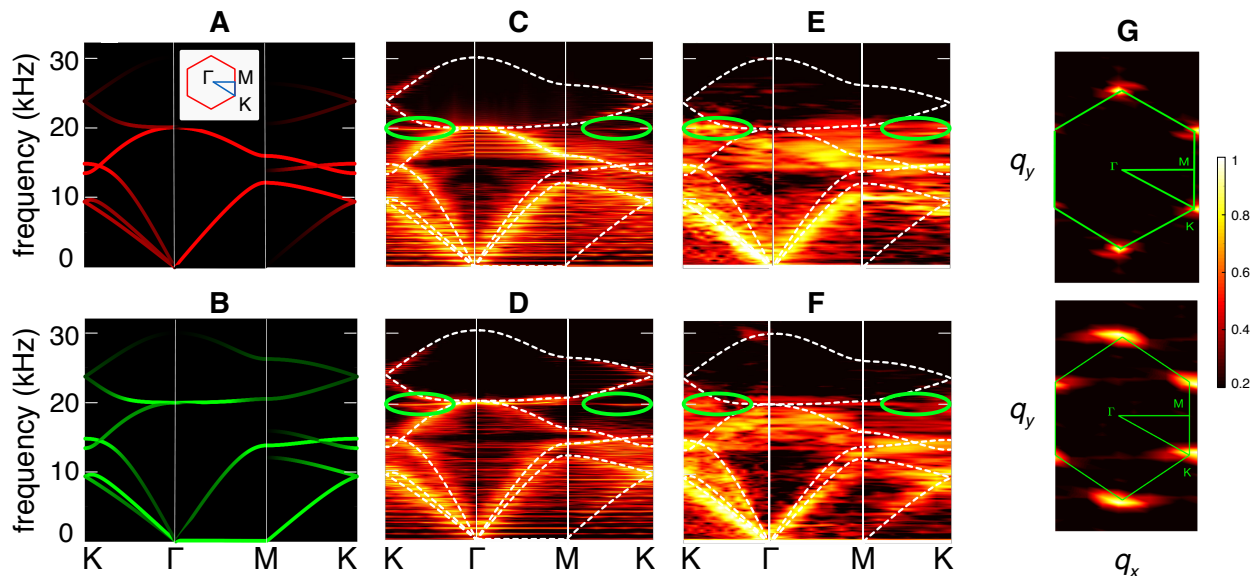 A
C
E
G
frequency (kHz)
30
20
10
0
Γ
M
K
q_y
Γ
M
K
1
0.8
0.6
0.4
0.2
B
D
F
frequency (kHz)
30
20
10
0
q_y
Γ
M
K
K Γ M K
K Γ M K
K Γ M K
q_x